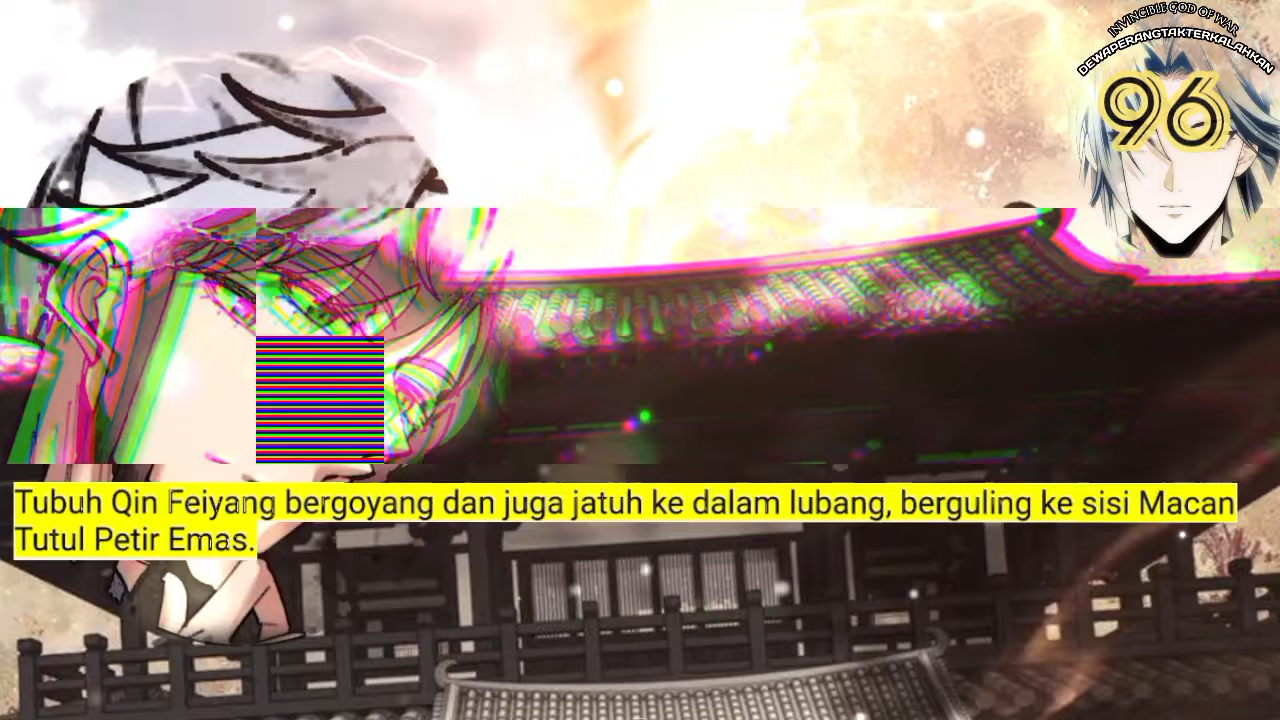 INVINCIBLE GOD OF WAR
DEWAPERANGTAKTERKALAHKAN
96
Tubuh Qin Feiyang bergoyang dan juga jatuh ke dalam lubang, berguling ke sisi Macan
Tutul Petir Emas.